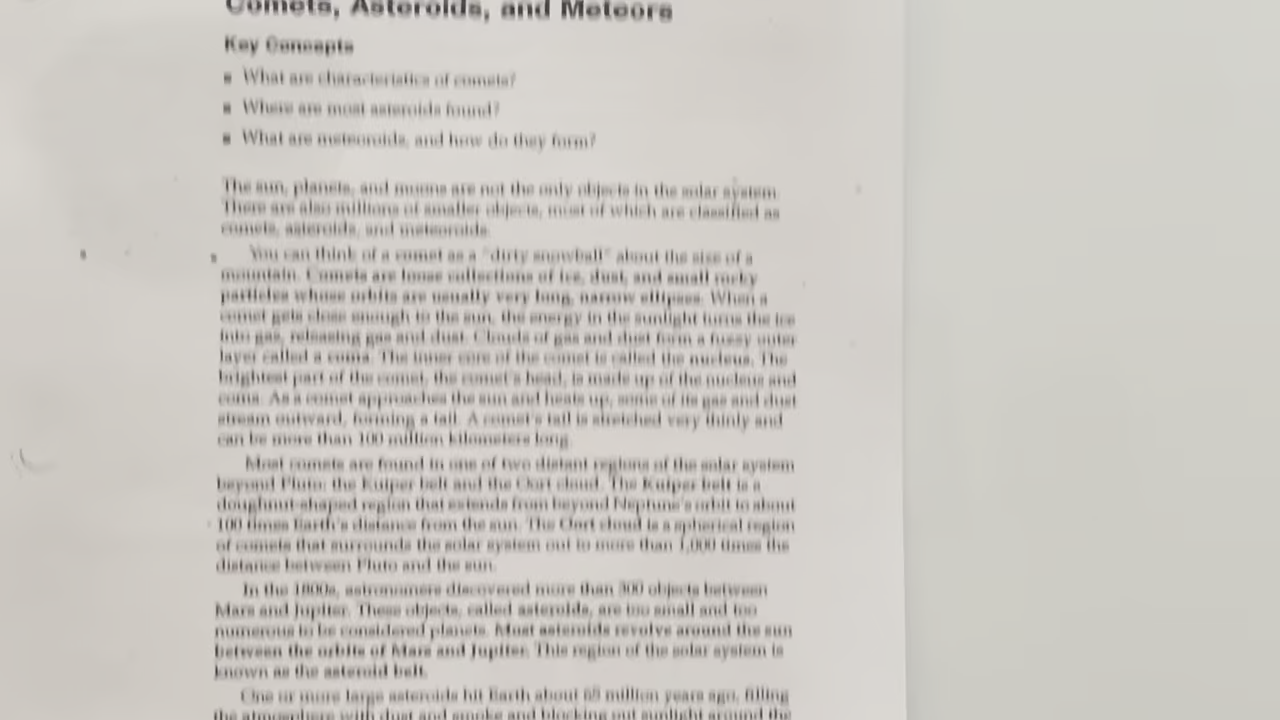 Comets, Asteroids, and Meteors
Key Concepts
■ What are characteristics of comets?
■ Where are most asteroids found?
■ What are meteoroids, and how do they form?
The sun, planets, and moons are not the only objects in the solar system.
There are also millions of smaller objects, most of which are classified as
comets, asteroids, and meteoroids.
You can think of a comet as a "dirty snowball" about the size of a
mountain. Comets are loose collections of ice, dust, and small rocky
particles whose orbits are usually very long, narrow ellipses. When a
comet gets close enough to the sun, the energy in the sunlight turns the ice
into gas, releasing gas and dust. Clouds of gas and dust form a fuzzy outer
layer called a coma. The inner core of the comet is called the nucleus. The
brightest part of the comet, the comet's head, is made up of the nucleus and
coma. As a comet approaches the sun and heats up, some of its gas and dust
stream outward, forming a tail. A comet's tail is stretched very thinly and
can be more than 100 million kilometers long.
Most comets are found in one of two distant regions of the solar system
beyond Pluto: the Kuiper belt and the Oort cloud. The Kuiper belt is a
doughnut-shaped region that extends from beyond Neptune's orbit to about
100 times Earth's distance from the sun. The Oort cloud is a spherical region
of comets that surrounds the solar system out to more than 1,000 times the
distance between Pluto and the sun.
In the 1800s, astronomers discovered more than 300 objects between
Mars and Jupiter. These objects, called asteroids, are too small and too
numerous to be considered planets. Most asteroids revolve around the sun
between the orbits of Mars and Jupiter. This region of the solar system is
known as the asteroid belt.
One or more large asteroids hit Earth about 65 million years ago, filling
the atmosphere with dust and smoke and blocking out sunlight around the